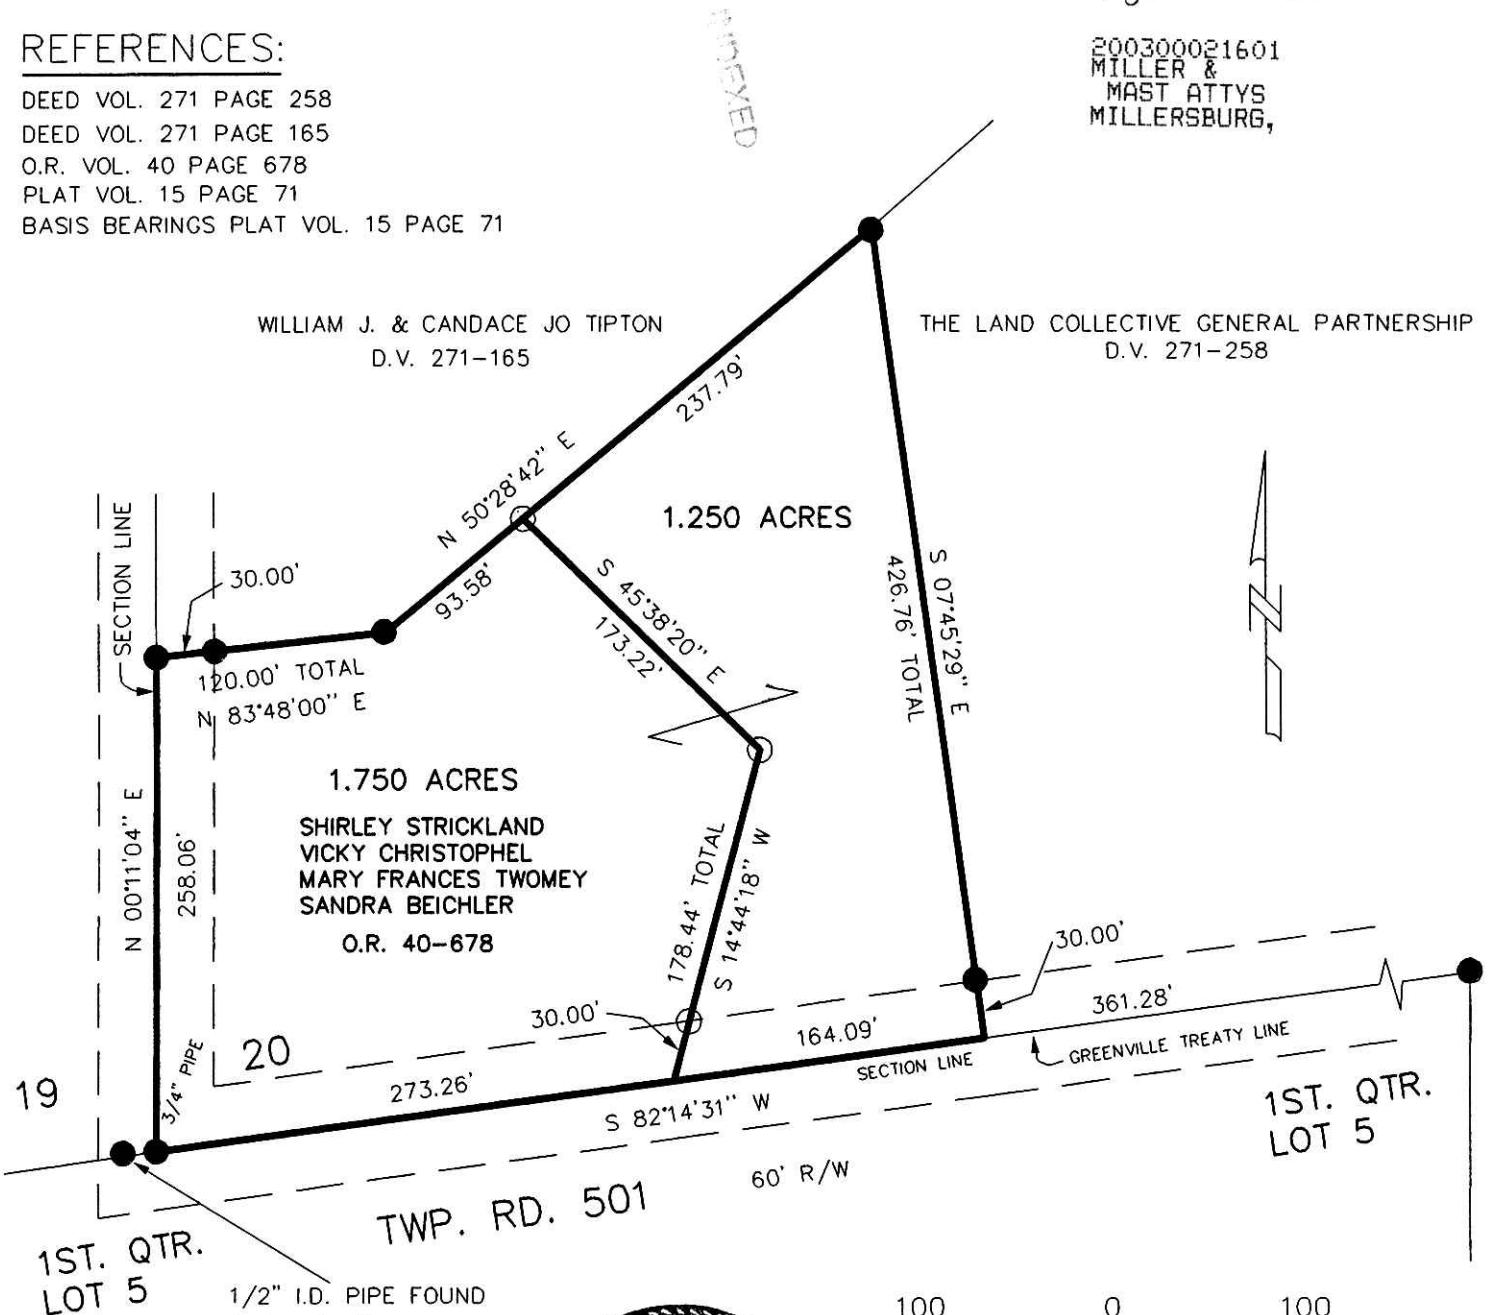 REFERENCES:
DEED VOL. 271 PAGE 258
DEED VOL. 271 PAGE 165
O.R. VOL. 40 PAGE 678
PLAT VOL. 15 PAGE 71
BASIS BEARINGS PLAT VOL. 15 PAGE 71
INDEXED
200300021601
MILLER &
MAST ATTYS
MILLERSBURG,
WILLIAM J. & CANDACE JO TIPTON
D.V. 271-165
THE LAND COLLECTIVE GENERAL PARTNERSHIP
D.V. 271-258
237.79'
N 50°28'42" E
93.58'
1.250 ACRES
SECTION LINE
30.00'
120.00' TOTAL
N 83°48'00" E
S 45°38'20" E
173.22'
S 07°45'29" E
426.76' TOTAL
N
1.750 ACRES
SHIRLEY STRICKLAND
VICKY CHRISTOPHEL
MARY FRANCES TWOMEY
SANDRA BEICHLER
O.R. 40-678
N 00°11'04" E
258.06'
178.44' TOTAL
S 14°44'18" W
30.00'
30.00'
164.09'
361.28'
SECTION LINE
GREENVILLE TREATY LINE
19
20
3/4" PIPE
273.26'
S 82°14'31" W
1ST. QTR.
LOT 5
60' R/W
TWP. RD. 501
1ST. QTR.
LOT 5
1/2" I.D. PIPE FOUND
100 0 100